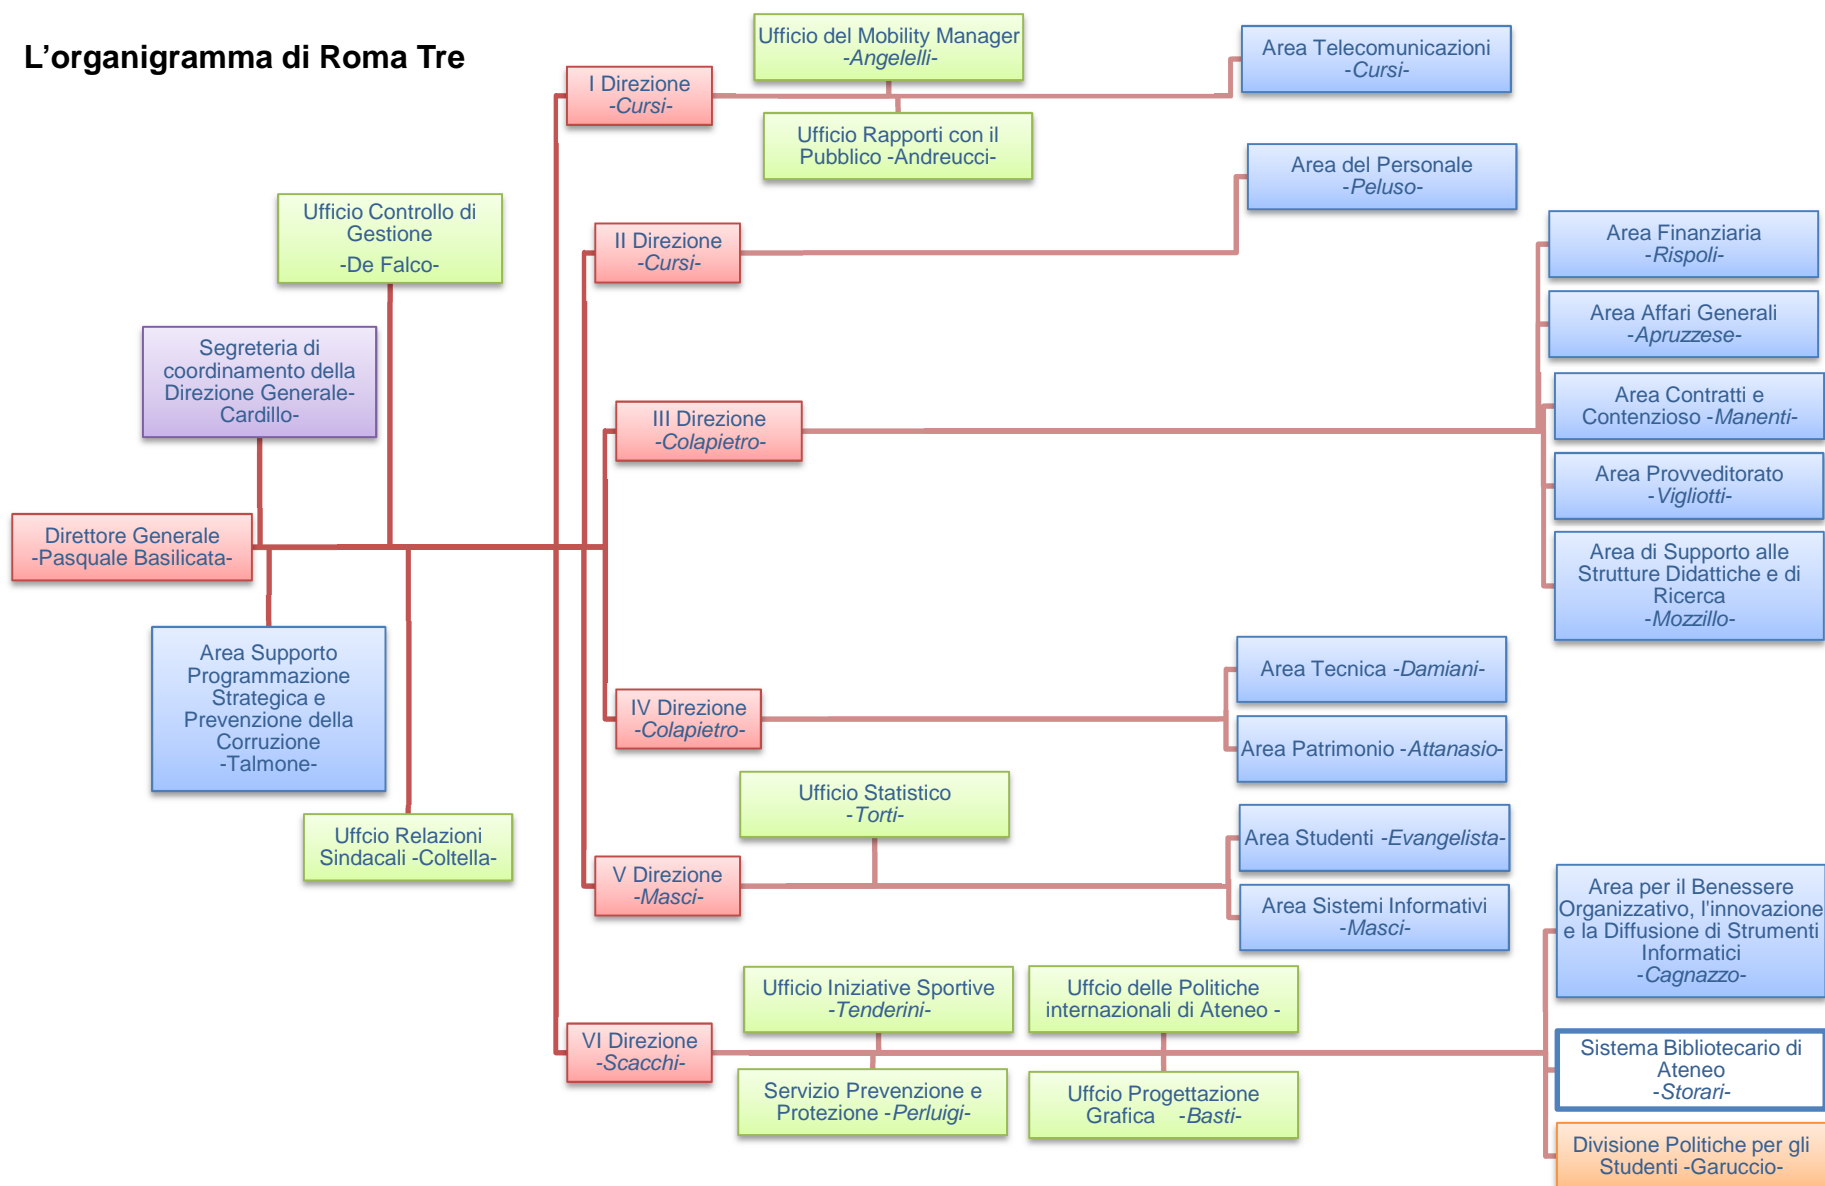 L'organigramma di Roma Tre
Ufficio del Mobility Manager
-Angelelli-
Area Telecomunicazioni
-Cursi-
I Direzione
-Cursi-
Ufficio Rapporti con il
Pubblico -Andreucci-
Area del Personale
-Peluso-
Ufficio Controllo di
Gestione
-De Falco-
II Direzione
-Cursi-
Area Finanziaria
-Rispoli-
Area Affari Generali
-Apruzzese-
Segreteria di
coordinamento della
Direzione Generale-
Cardillo-
III Direzione
-Colapietro-
Area Contratti e
Contenzioso -Manenti-
Area Provveditorato
-Vigliotti-
Direttore Generale
-Pasquale Basilicata-
Area di Supporto alle
Strutture Didattiche e di
Ricerca
-Mozzillo-
Area Supporto
Programmazione
Strategica e
Prevenzione della
Corruzione
-Talmone-
Area Tecnica -Damiani-
IV Direzione
-Colapietro-
Area Patrimonio -Attanasio-
Ufficio Statistico
-Torti-
Uffcio Relazioni
Sindacali -Coltella-
Area Studenti -Evangelista-
V Direzione
-Masci-
Area Sistemi Informativi
-Masci-
Area per il Benessere
Organizzativo, l'innovazione
e la Diffusione di Strumenti
Informatici
-Cagnazzo-
Ufficio Iniziative Sportive
-Tenderini-
Uffcio delle Politiche
internazionali di Ateneo -
VI Direzione
-Scacchi-
Sistema Bibliotecario di
Ateneo
-Storari-
Servizio Prevenzione e
Protezione -Perluigi-
Uffcio Progettazione
Grafica -Basti-
Divisione Politiche per gli
Studenti -Garuccio-